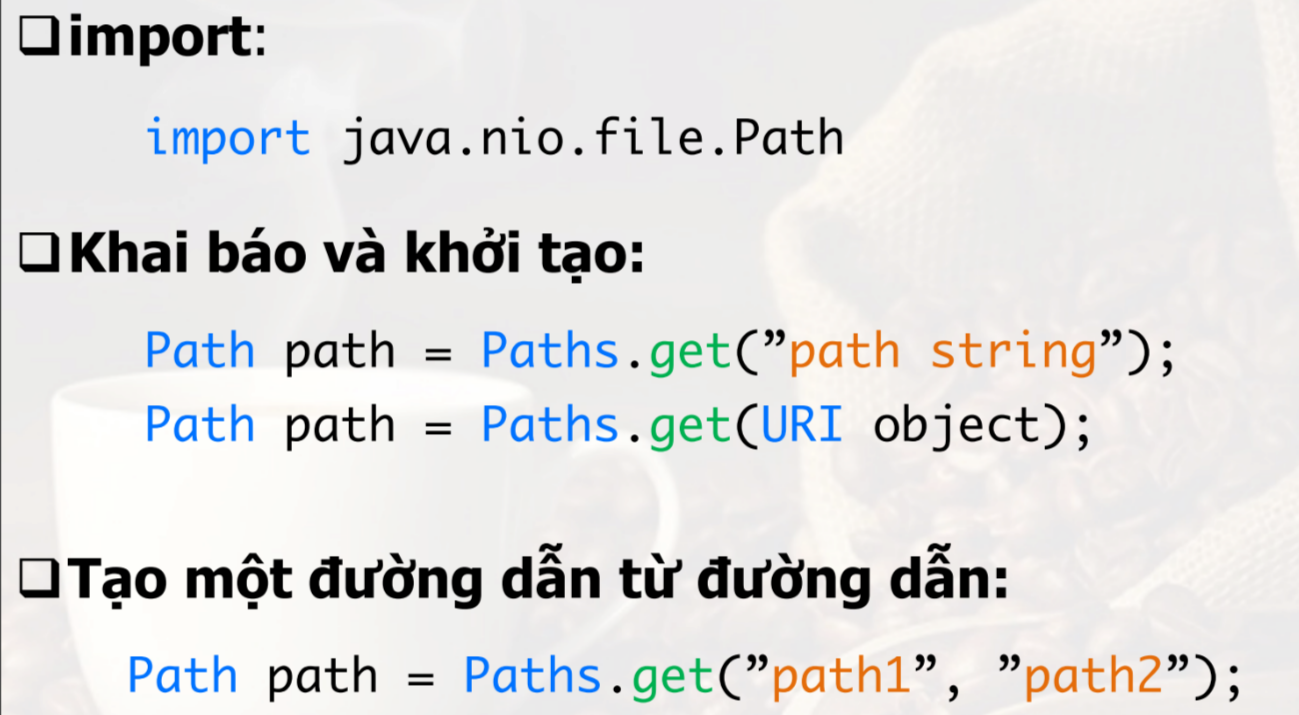 ❑import:
import java.nio.file.Path
❑Khai báo và khởi tạo:
Path path = Paths.get(”path string”);
Path path = Paths.get(URI object);
❑Tạo một đường dẫn từ đường dẫn:
Path path = Paths.get(”path1”, ”path2”);